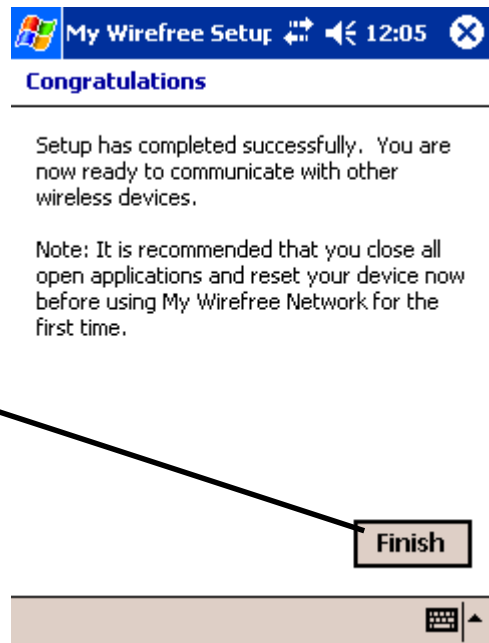 My Wirefree Setup 12:05
Congratulations
Setup has completed successfully. You are
now ready to communicate with other
wireless devices.
Note: It is recommended that you close all
open applications and reset your device now
before using My Wirefree Network for the
first time.
Finish